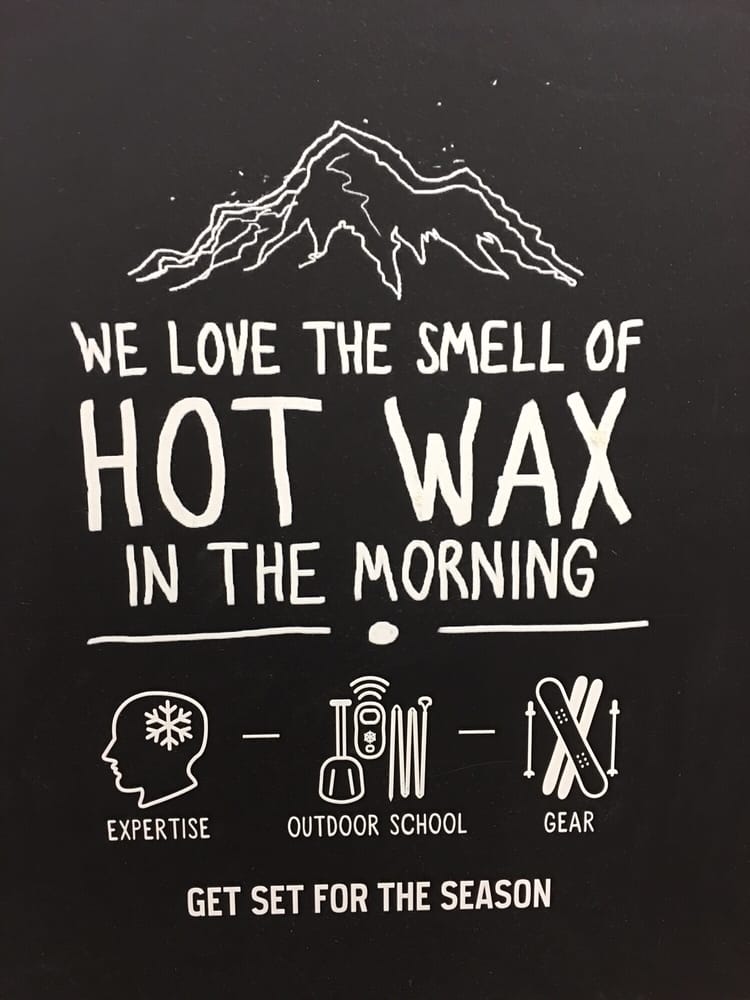 WE LOVE THE SMELL OF
HOT WAX
IN THE MORNING
EXPERTISE
OUTDOOR SCHOOL
GEAR
GET SET FOR THE SEASON